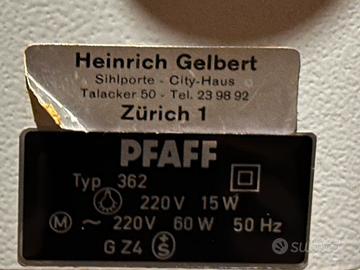 Heinrich Gelbert
Sihlporte - City-Haus
Talacker 50 - Tel. 23 98 92
Zürich 1
PFAFF
Typ 362
220V 15W
M ~ 220V 60W 50 Hz
G Z4 S
subito